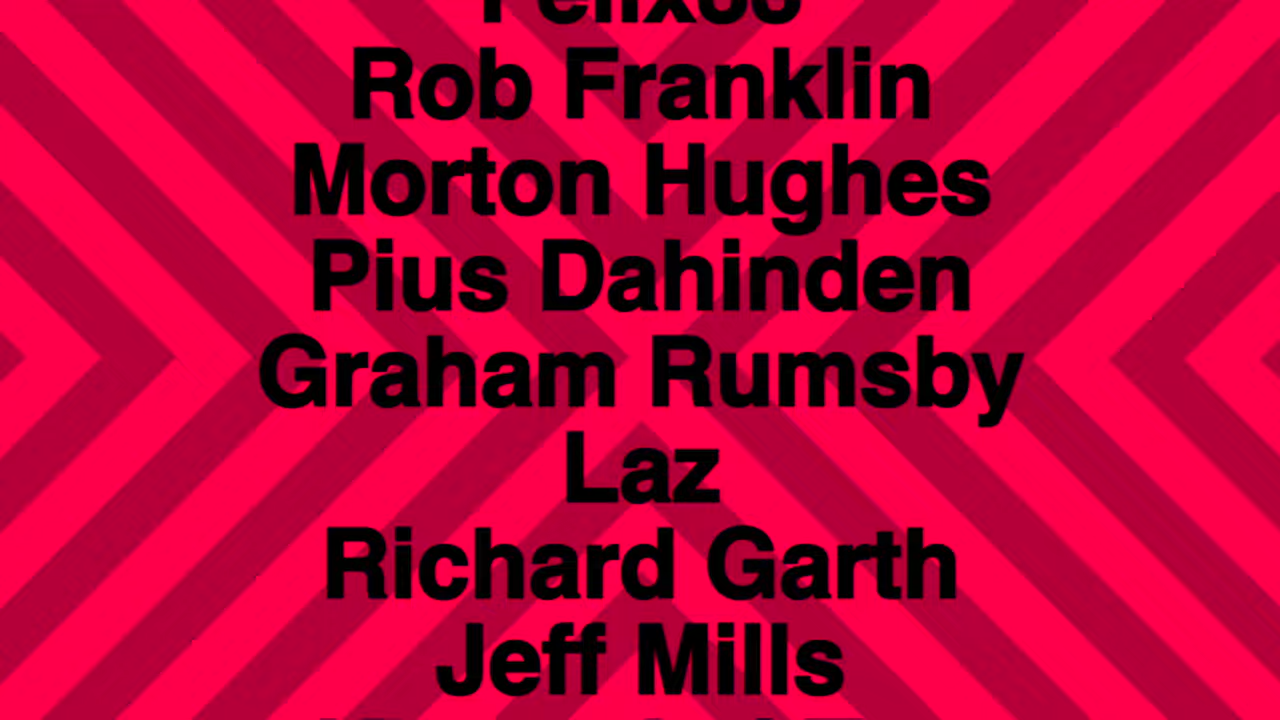 Rob Franklin
Morton Hughes
Pius Dahinden
Graham Rumsby
Laz
Richard Garth
Jeff Mills